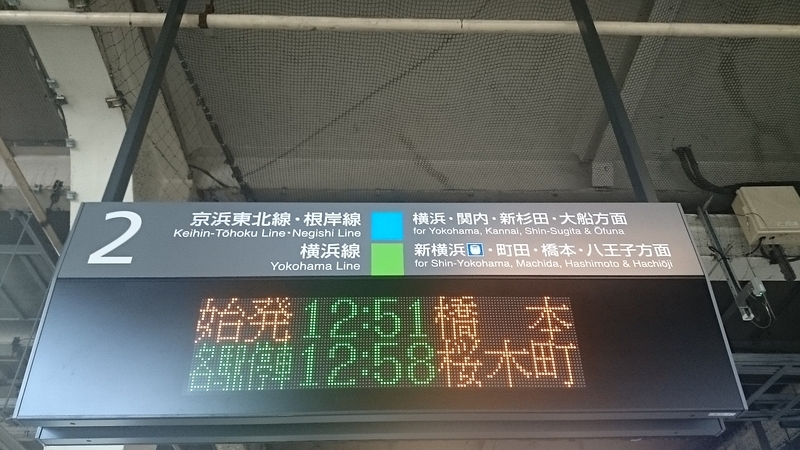 2
京浜東北線・根岸線
Keihin-Tōhoku Line・Negishi Line
横浜・関内・新杉田・大船方面
for Yokohama, Kannai, Shin-Sugita & Ōfuna
横浜線
Yokohama Line
新横浜・町田・橋本・八王子方面
for Shin-Yokohama, Machida, Hashimoto & Hachiōji
始発 12:51 橋 本
各駅停車 12:58 桜木町